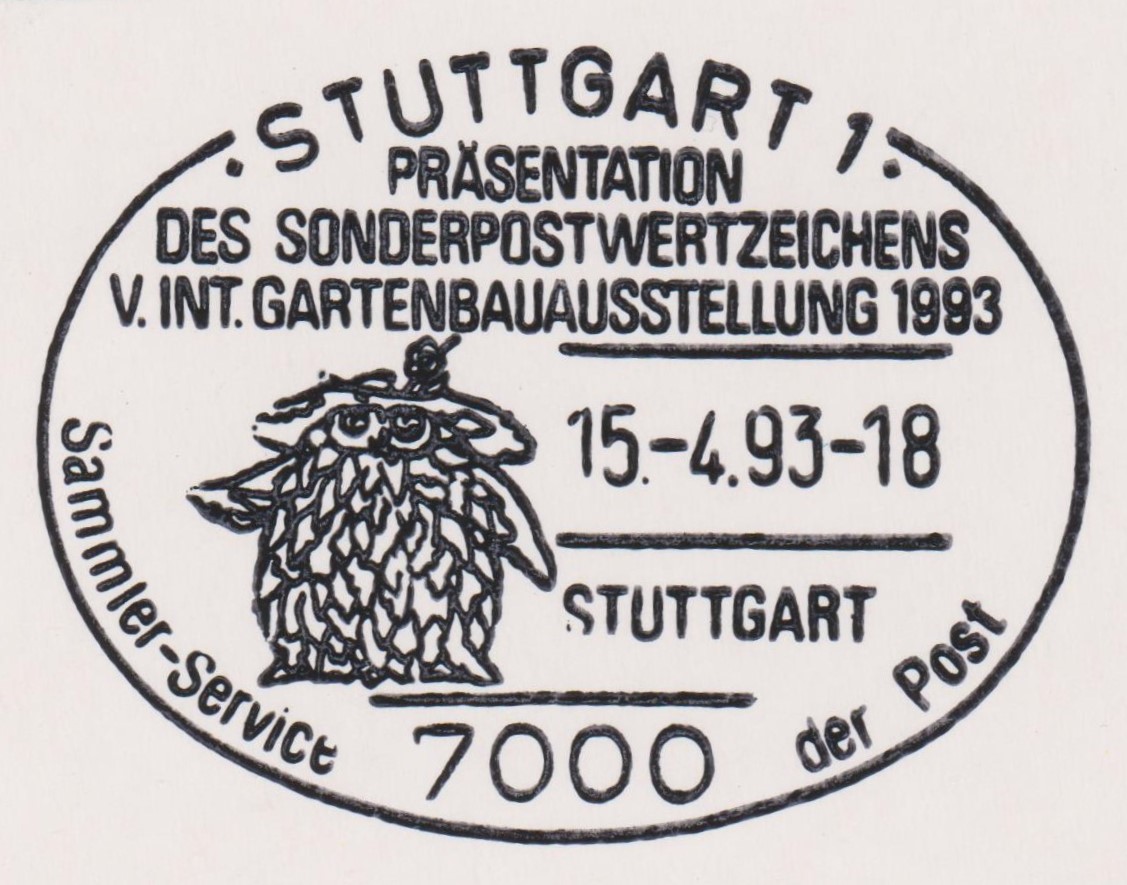 · STUTTGART 1 ·
PRÄSENTATION
DES SONDERPOSTWERTZEICHENS
V. INT. GARTENBAUAUSSTELLUNG 1993
15.-4.93-18
STUTTGART
7000
Sammler-Service der Post